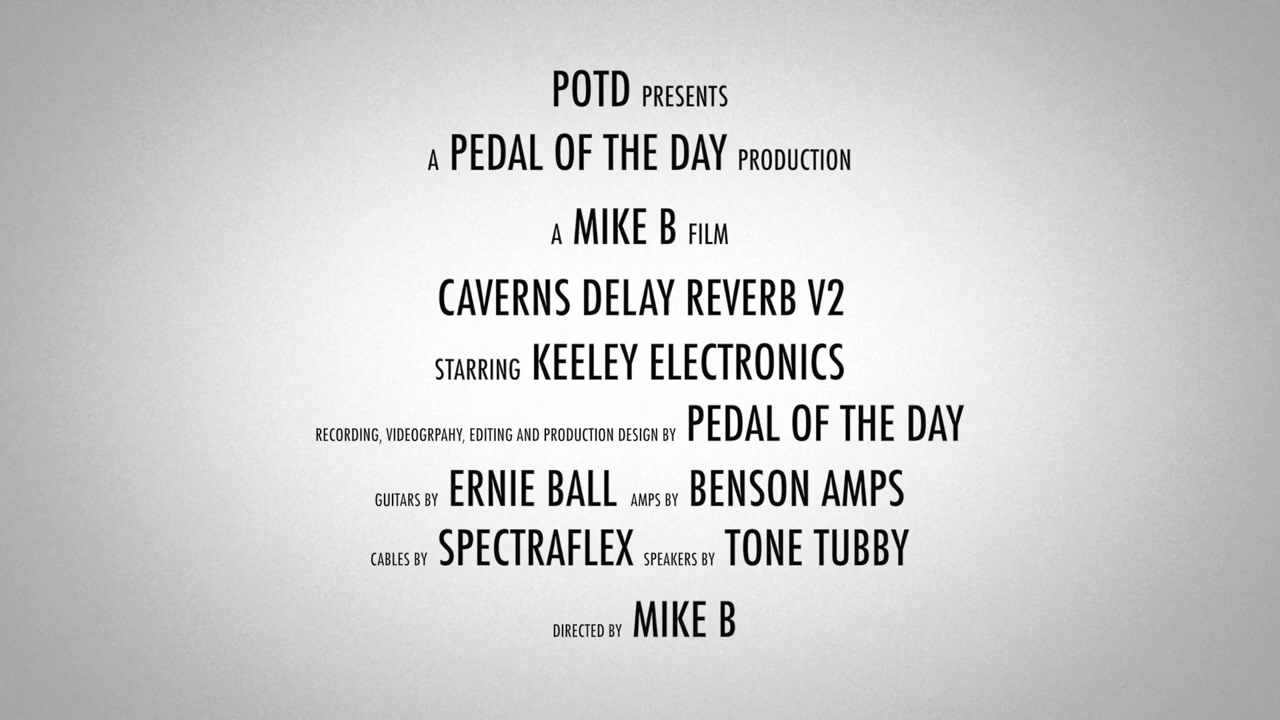 POTD PRESENTS
A PEDAL OF THE DAY PRODUCTION
A MIKE B FILM
CAVERNS DELAY REVERB V2
STARRING KEELEY ELECTRONICS
RECORDING, VIDEOGRPAHY, EDITING AND PRODUCTION DESIGN BY PEDAL OF THE DAY
GUITARS BY ERNIE BALL AMPS BY BENSON AMPS
CABLES BY SPECTRAFLEX SPEAKERS BY TONE TUBBY
DIRECTED BY MIKE B